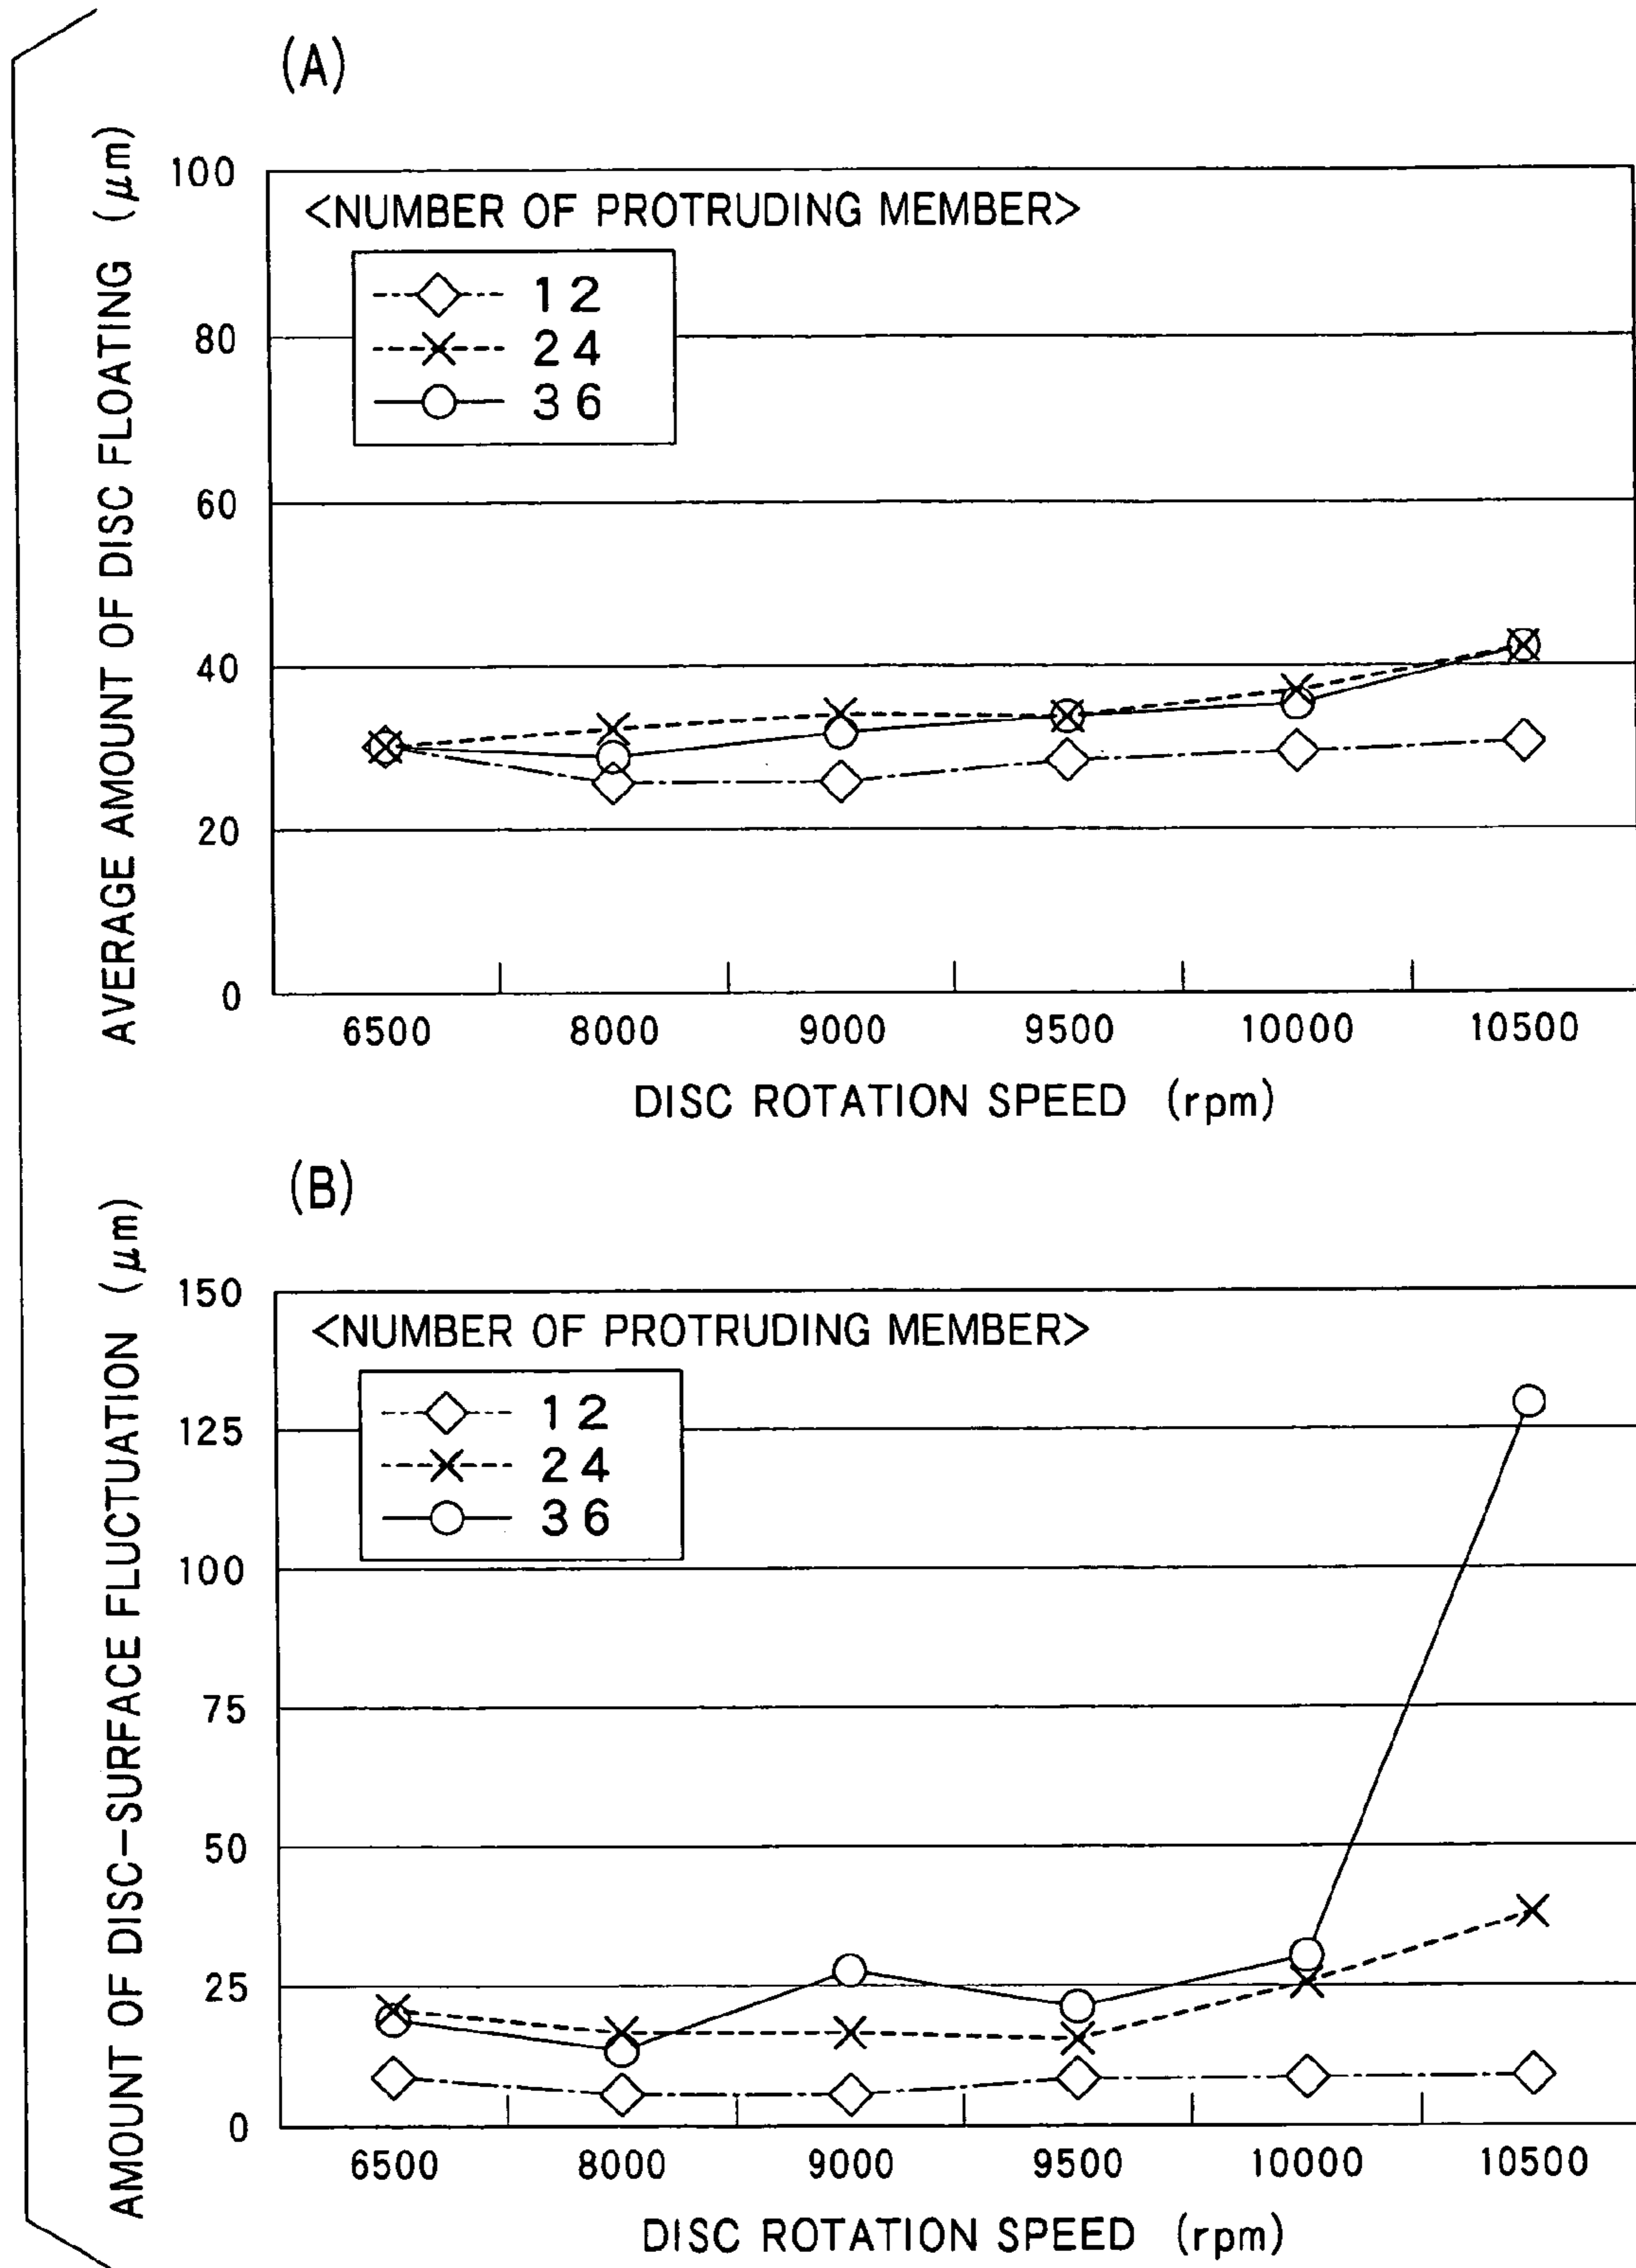 (A)
AVERAGE AMOUNT OF DISC FLOATING (μm)
100
80
60
40
20
0
<NUMBER OF PROTRUDING MEMBER>
12
24
36
6500 8000 9000 9500 10000 10500
DISC ROTATION SPEED (rpm)
(B)
AMOUNT OF DISC-SURFACE FLUCTUATION (μm)
150
125
100
75
50
25
0
<NUMBER OF PROTRUDING MEMBER>
12
24
36
6500 8000 9000 9500 10000 10500
DISC ROTATION SPEED (rpm)